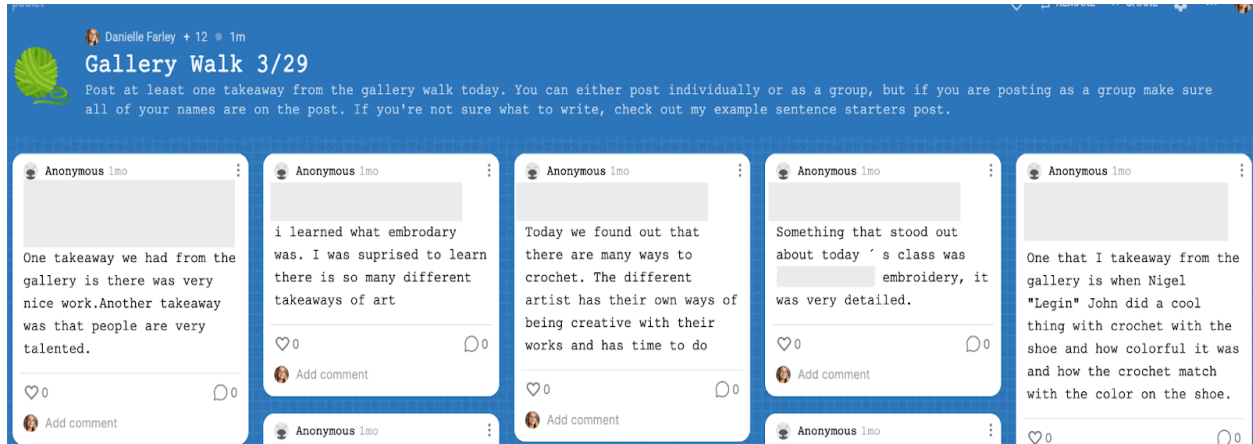 padlet
REMAKE SHARE
Danielle Farley + 12 1m
Gallery Walk 3/29
Post at least one takeaway from the gallery walk today. You can either post individually or as a group, but if you are posting as a group make sure
all of your names are on the post. If you're not sure what to write, check out my example sentence starters post.
Anonymous 1mo
One takeaway we had from the
gallery is there was very
nice work.Another takeaway
was that people are very
talented.
0 0
Add comment
Anonymous 1mo
i learned what embrodary
was. I was suprised to learn
there is so many different
takeaways of art
0 0
Add comment
Anonymous 1mo
Anonymous 1mo
Today we found out that
there are many ways to
crochet. The different
artist has their own ways of
being creative with their
works and has time to do
0 0
Add comment
Anonymous 1mo
Something that stood out
about today ´ s class was
embroidery, it
was very detailed.
0 0
Add comment
Anonymous 1mo
Anonymous 1mo
One that I takeaway from the
gallery is when Nigel
"Legin" John did a cool
thing with crochet with the
shoe and how colorful it was
and how the crochet match
with the color on the shoe.
0 0